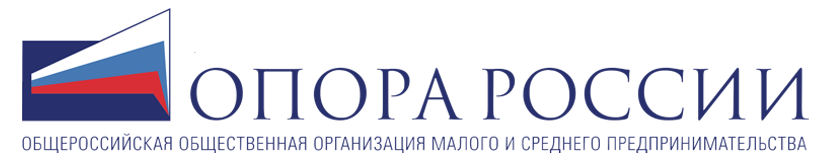 ОПОРА РОССИИ
ОБЩЕРОССИЙСКАЯ ОБЩЕСТВЕННАЯ ОРГАНИЗАЦИЯ МАЛОГО И СРЕДНЕГО ПРЕДПРИНИМАТЕЛЬСТВА